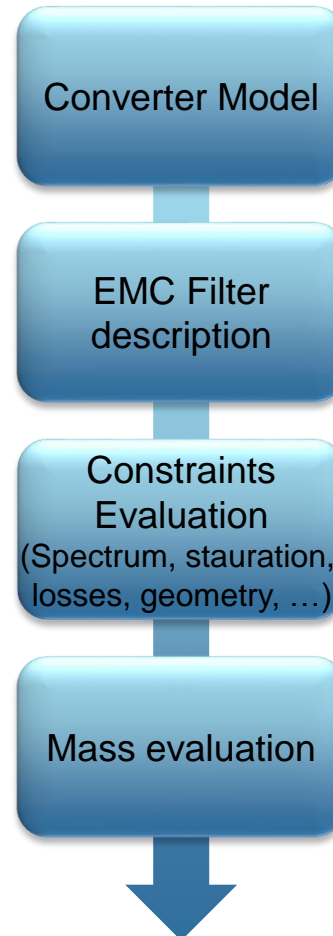 Converter Model
EMC Filter
description
Constraints
Evaluation
(Spectrum, stauration,
losses, geometry, …)
Mass evaluation